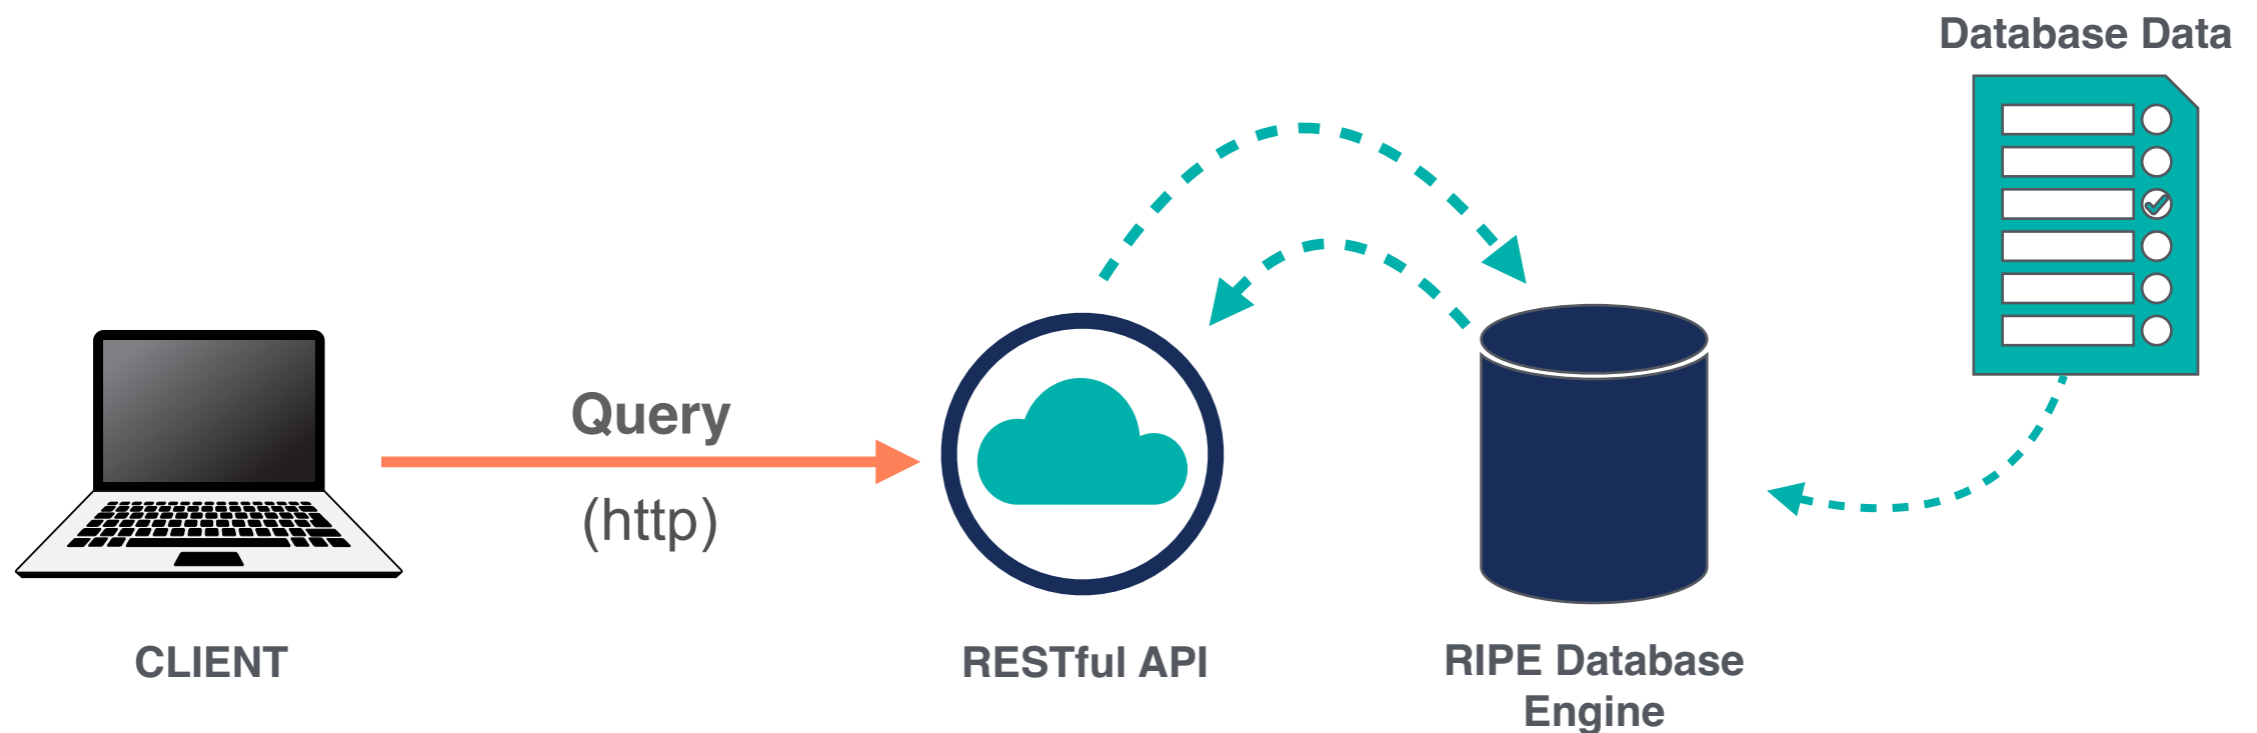 Database Data
Query
(http)
CLIENT
RESTful API
RIPE Database
Engine